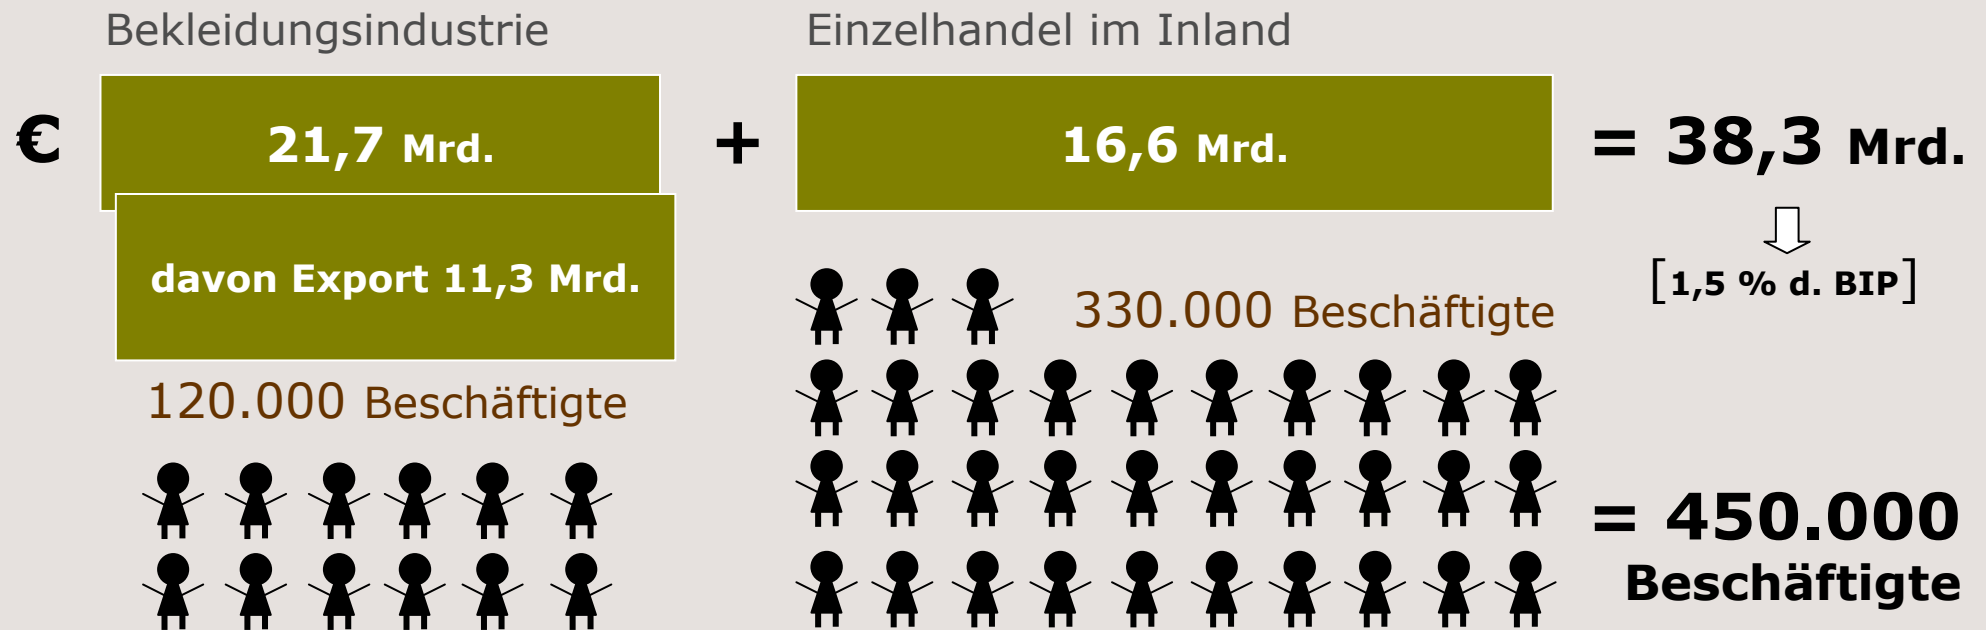 Bekleidungsindustrie
Einzelhandel im Inland
€ 21,7 Mrd. + 16,6 Mrd. = 38,3 Mrd.
davon Export 11,3 Mrd.
[1,5 % d. BIP]
330.000 Beschäftigte
120.000 Beschäftigte
= 450.000
Beschäftigte